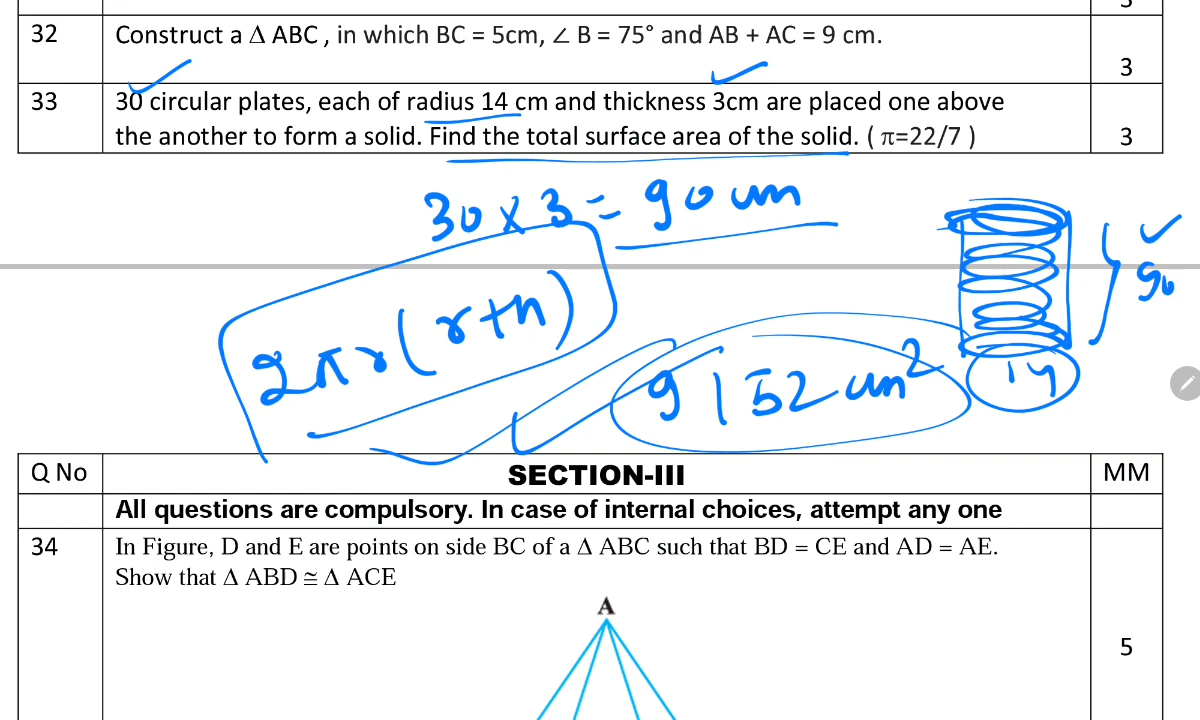 3
32 Construct a Δ ABC , in which BC = 5cm, ∠ B = 75° and AB + AC = 9 cm.
3
33 30 circular plates, each of radius 14 cm and thickness 3cm are placed one above
the another to form a solid. Find the total surface area of the solid. ( π=22/7 ) 3
30 x 3 = 90 cm
90
2πr(r+h)
9152 cm²
14
Q No SECTION-III MM
All questions are compulsory. In case of internal choices, attempt any one
34 In Figure, D and E are points on side BC of a Δ ABC such that BD = CE and AD = AE.
Show that Δ ABD ≅ Δ ACE
A
5